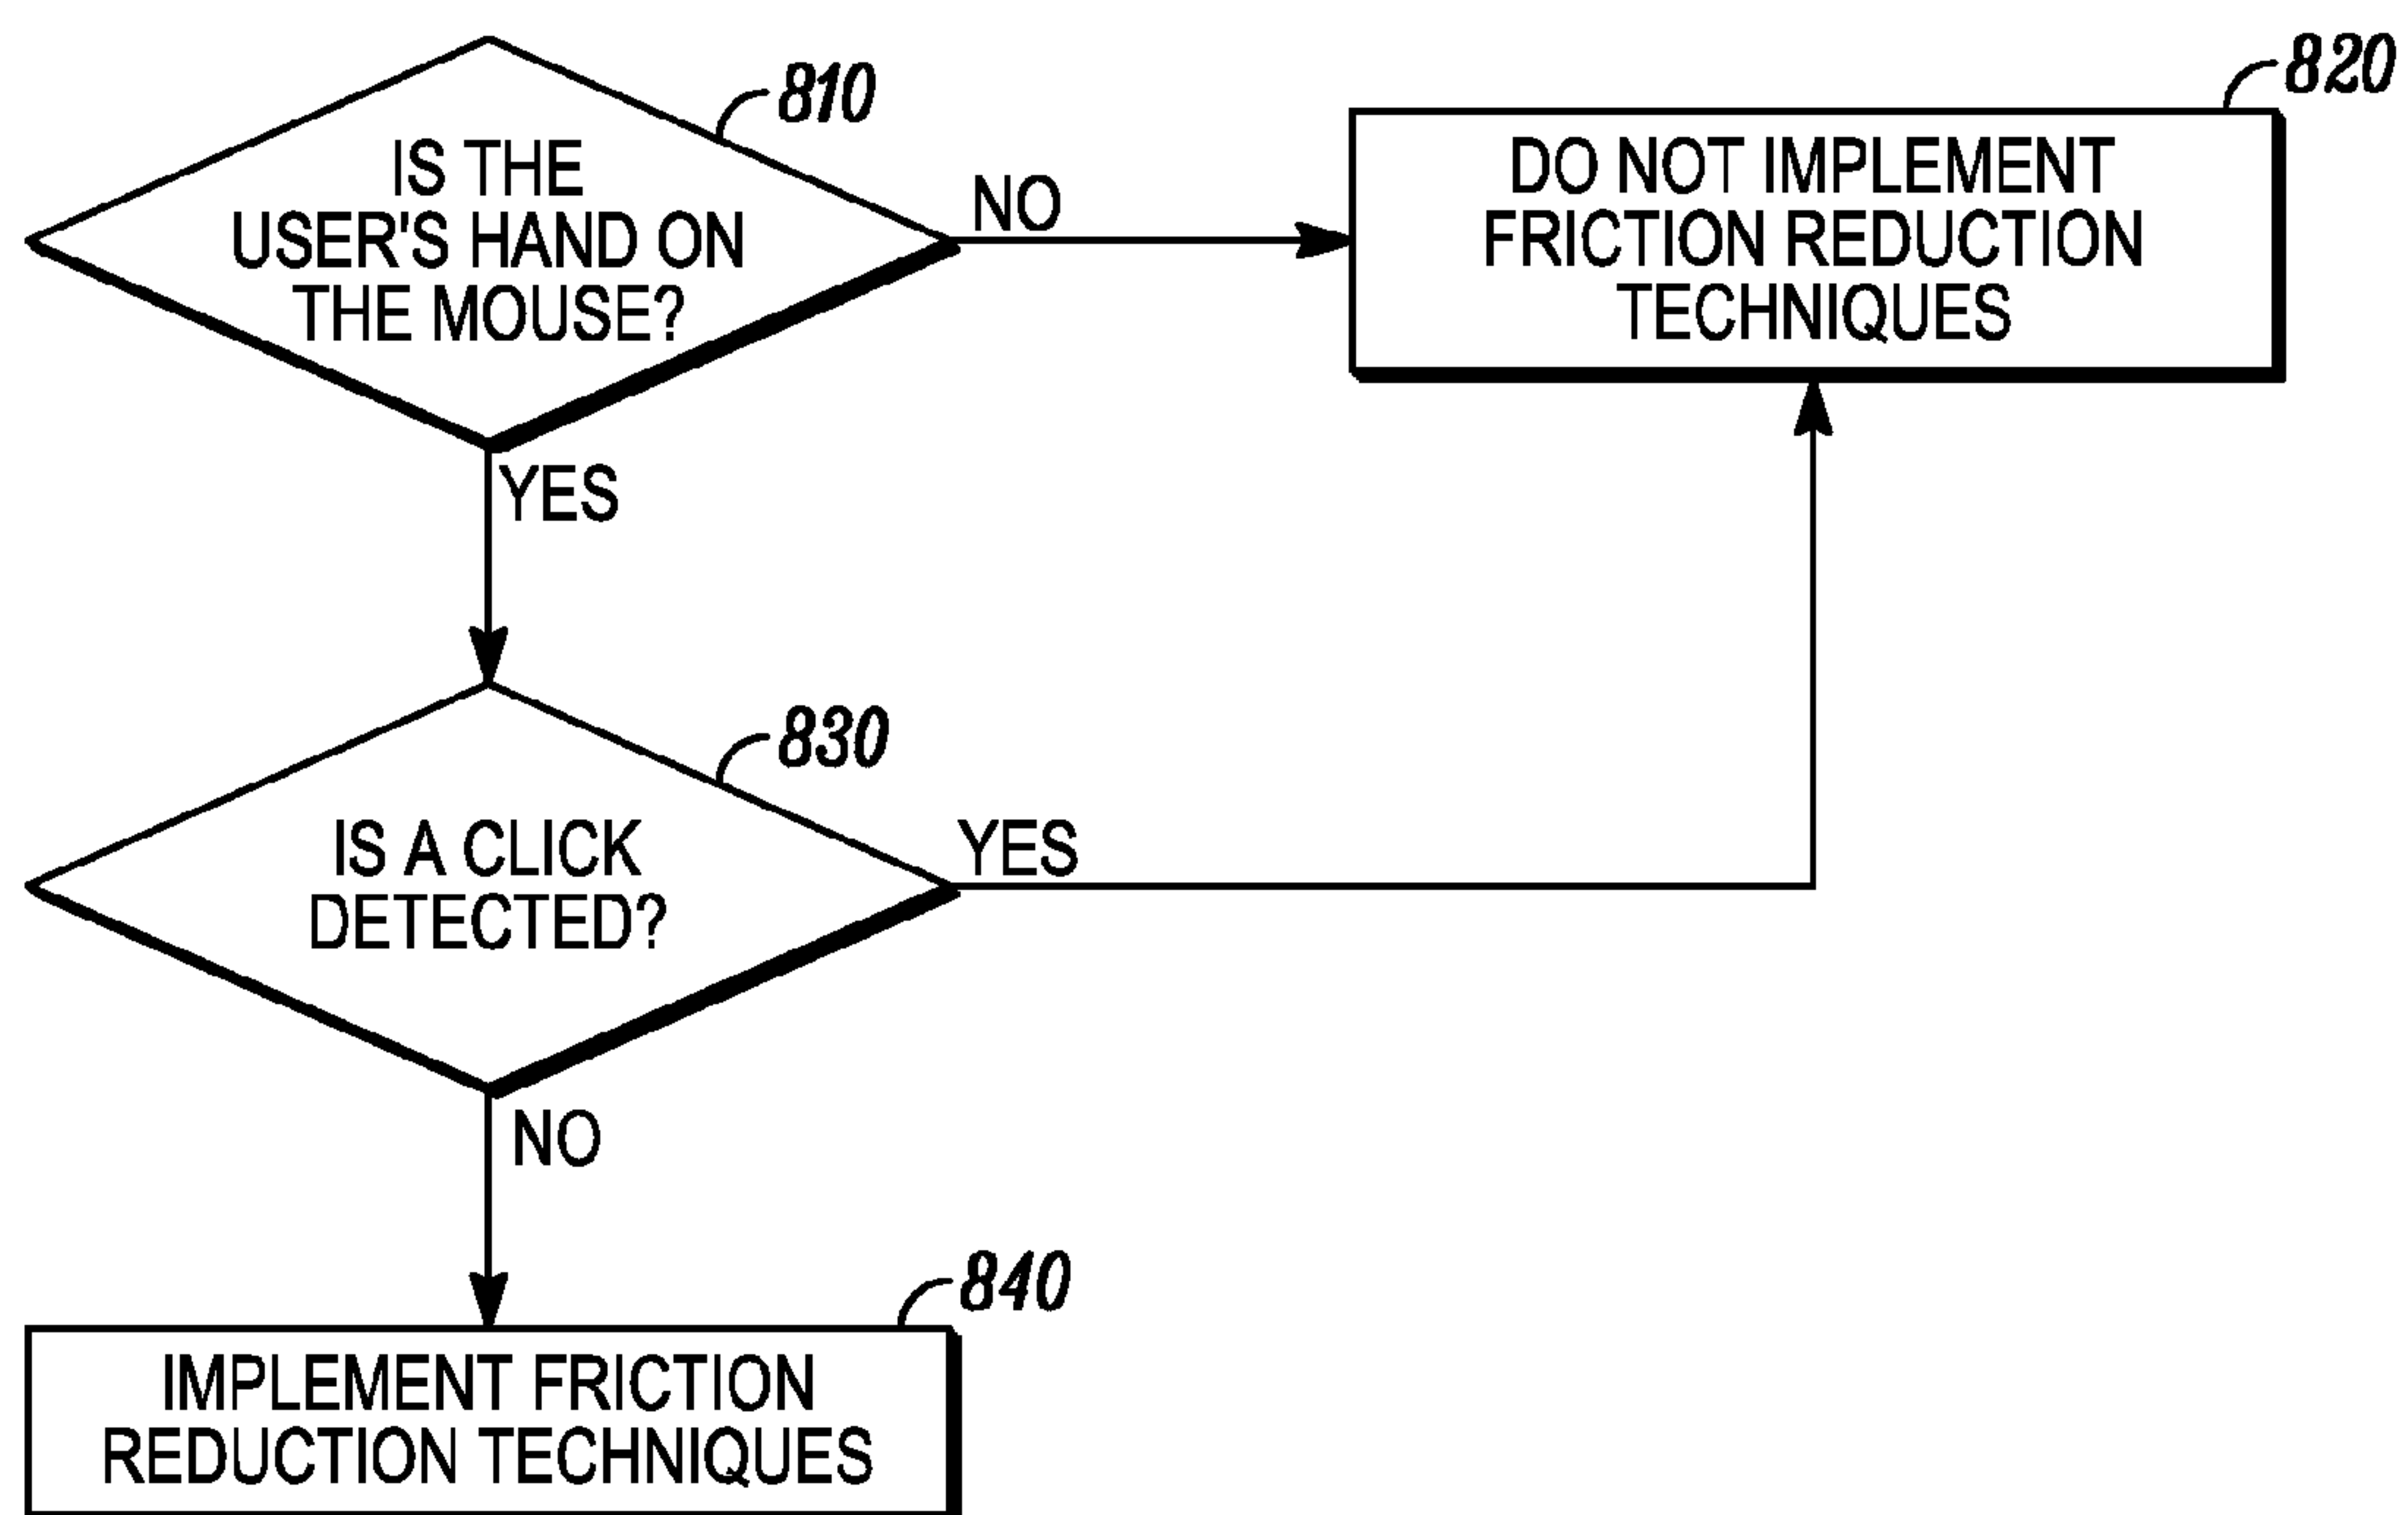 810
IS THE
USER'S HAND ON
THE MOUSE?
NO
820
DO NOT IMPLEMENT
FRICTION REDUCTION
TECHNIQUES
YES
830
IS A CLICK
DETECTED?
YES
NO
840
IMPLEMENT FRICTION
REDUCTION TECHNIQUES